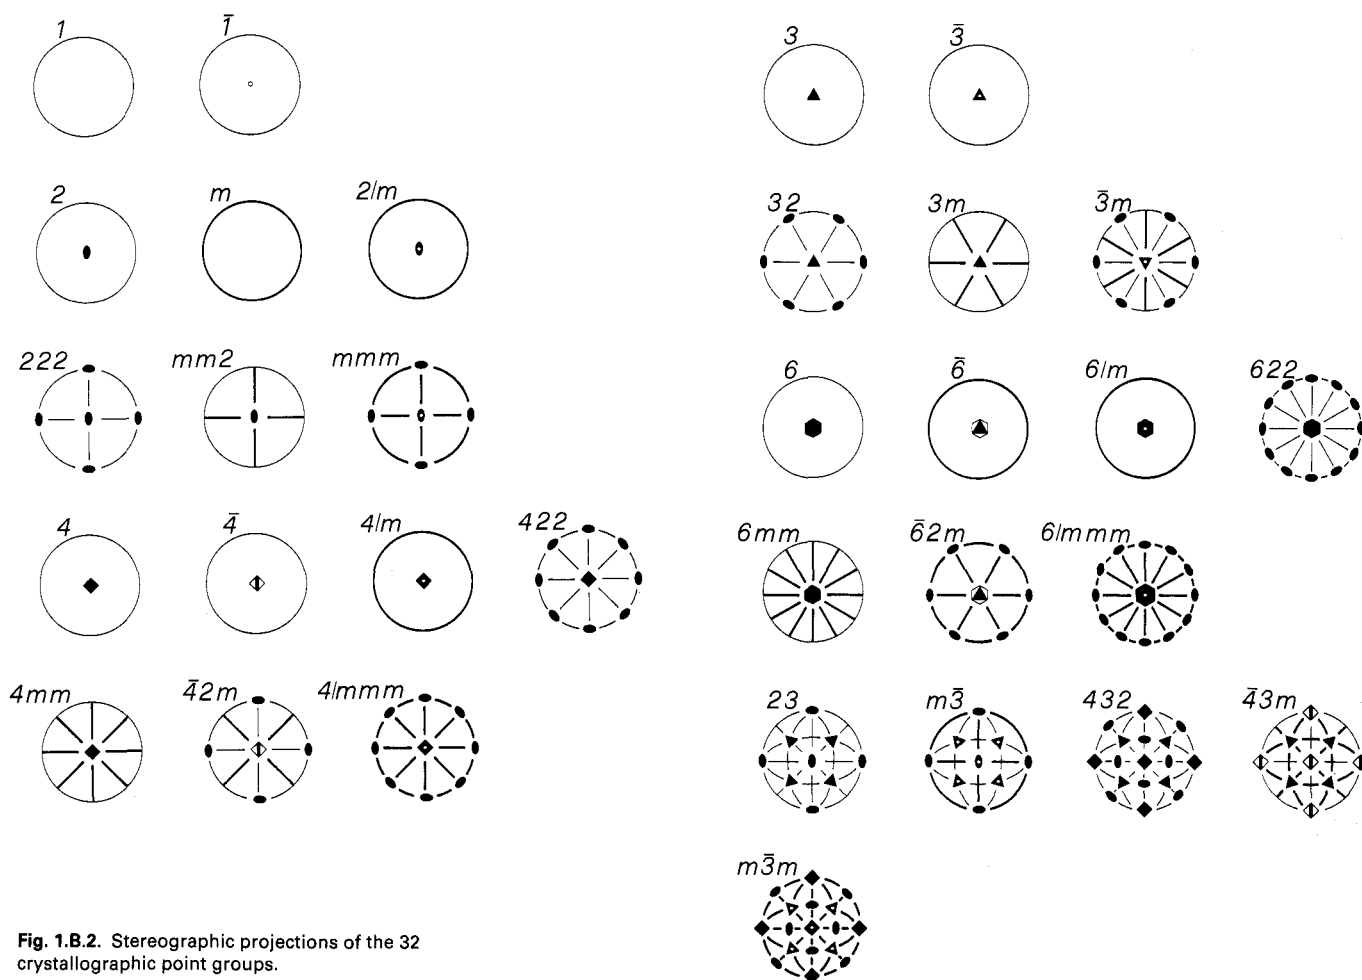 1 1̅
2 m 2/m
222 mm2 mmm
4 4̅ 4/m 422
4mm 4̅2m 4/mmm
3 3̅
32 3m 3̅m
6 6̅ 6/m 622
6mm 6̅2m 6/mmm
23 m3̅ 432 4̅3m
m3̅m
Fig. 1.B.2. Stereographic projections of the 32
crystallographic point groups.